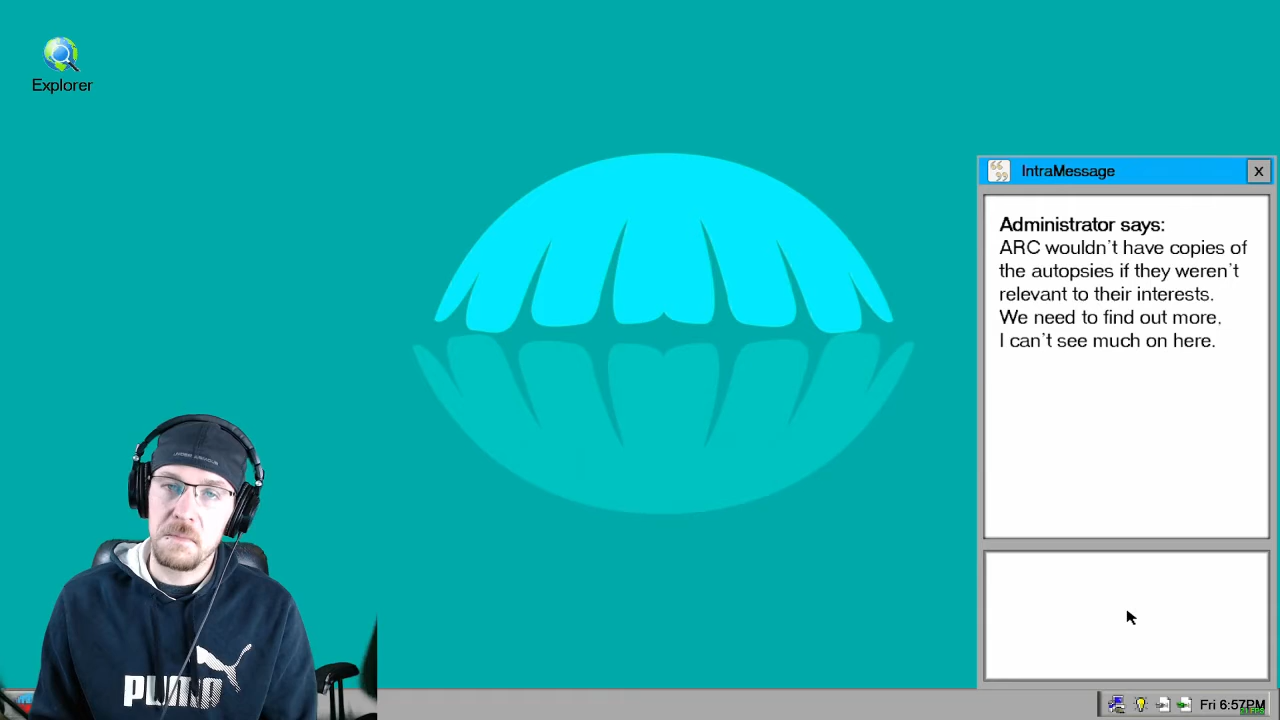 Explorer
IntraMessage
X
Administrator says:
ARC wouldn't have copies of
the autopsies if they weren't
relevant to their interests.
We need to find out more.
I can't see much on here.
PUMA
Fri 6:57PM